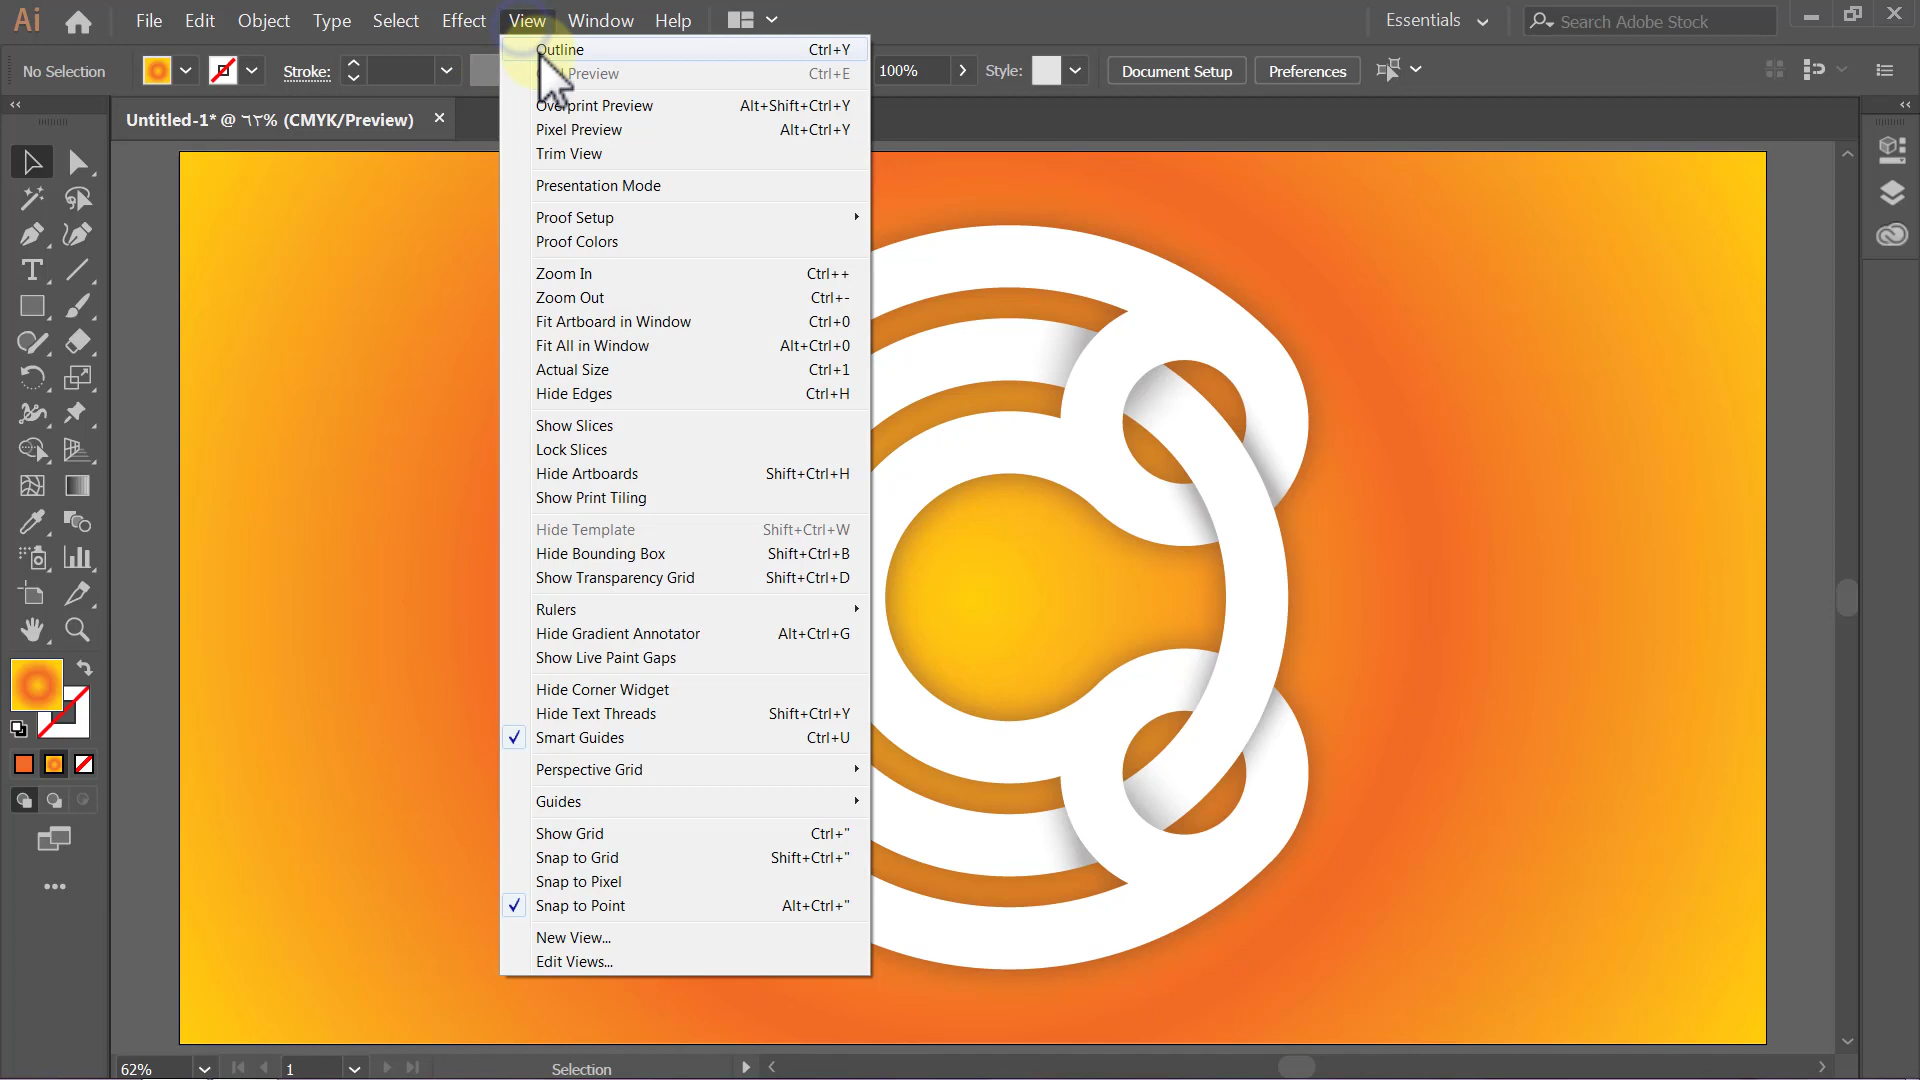 Ai File Edit Object Type Select Effect View Window Help Essentials Search Adobe Stock
No Selection Stroke: 100% Style: Document Setup Preferences
Untitled-1* @ ٦٢% (CMYK/Preview)
Outline Ctrl+Y
Preview Ctrl+E
Overprint Preview Alt+Shift+Ctrl+Y
Pixel Preview Alt+Ctrl+Y
Trim View
Presentation Mode
Proof Setup
Proof Colors
Zoom In Ctrl++
Zoom Out Ctrl+-
Fit Artboard in Window Ctrl+0
Fit All in Window Alt+Ctrl+0
Actual Size Ctrl+1
Hide Edges Ctrl+H
Show Slices
Lock Slices
Hide Artboards Shift+Ctrl+H
Show Print Tiling
Hide Template Shift+Ctrl+W
Hide Bounding Box Shift+Ctrl+B
Show Transparency Grid Shift+Ctrl+D
Rulers
Hide Gradient Annotator Alt+Ctrl+G
Show Live Paint Gaps
Hide Corner Widget
Hide Text Threads Shift+Ctrl+Y
Smart Guides Ctrl+U
Perspective Grid
Guides
Show Grid Ctrl+"
Snap to Grid Shift+Ctrl+"
Snap to Pixel
Snap to Point Alt+Ctrl+"
New View...
Edit Views...
62% 1 Selection